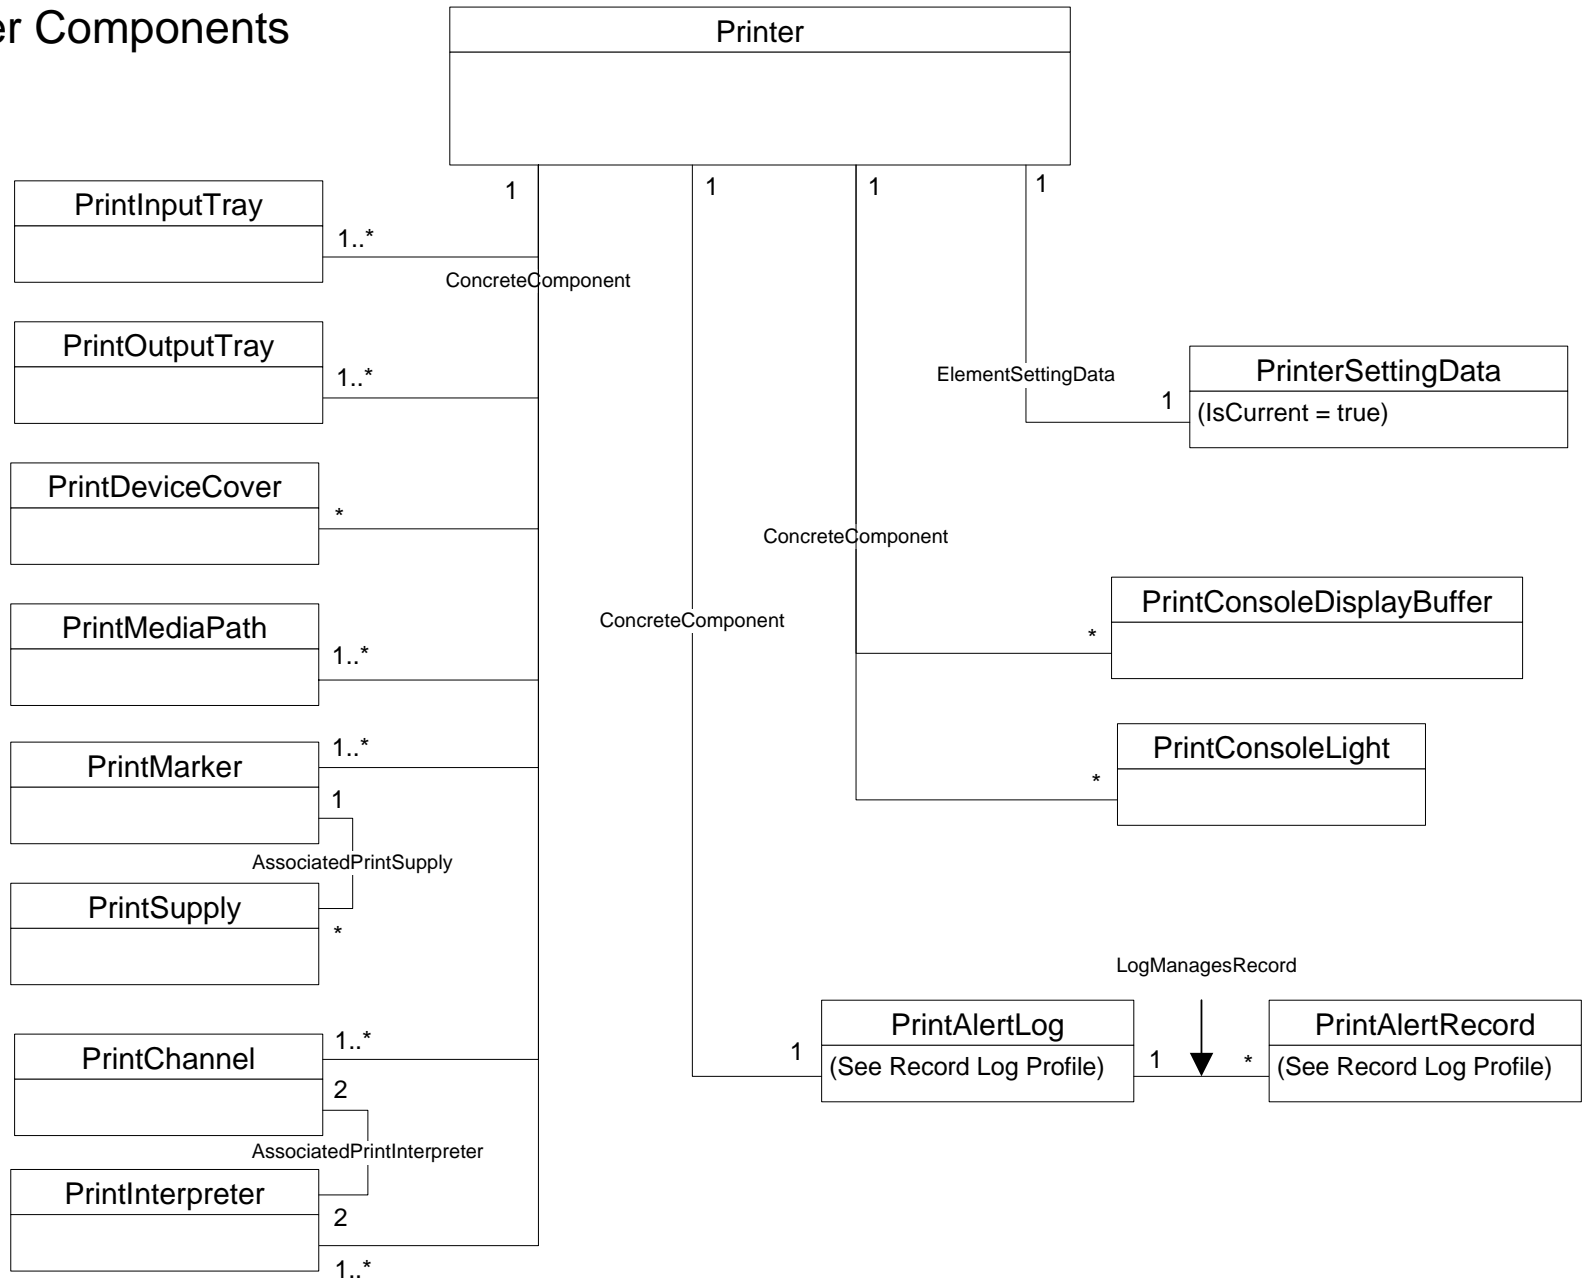 er Components
Printer
1
1
1
1
PrintInputTray
1..*
ConcreteComponent
PrintOutputTray
1..*
ElementSettingData
PrinterSettingData
1
(IsCurrent = true)
PrintDeviceCover
*
ConcreteComponent
PrintConsoleDisplayBuffer
*
ConcreteComponent
PrintMediaPath
1..*
PrintMarker
1..*
1
PrintConsoleLight
*
AssociatedPrintSupply
PrintSupply
*
LogManagesRecord
PrintChannel
1..*
2
PrintAlertLog
1
(See Record Log Profile)
1
*
PrintAlertRecord
(See Record Log Profile)
AssociatedPrintInterpreter
PrintInterpreter
2
1..*